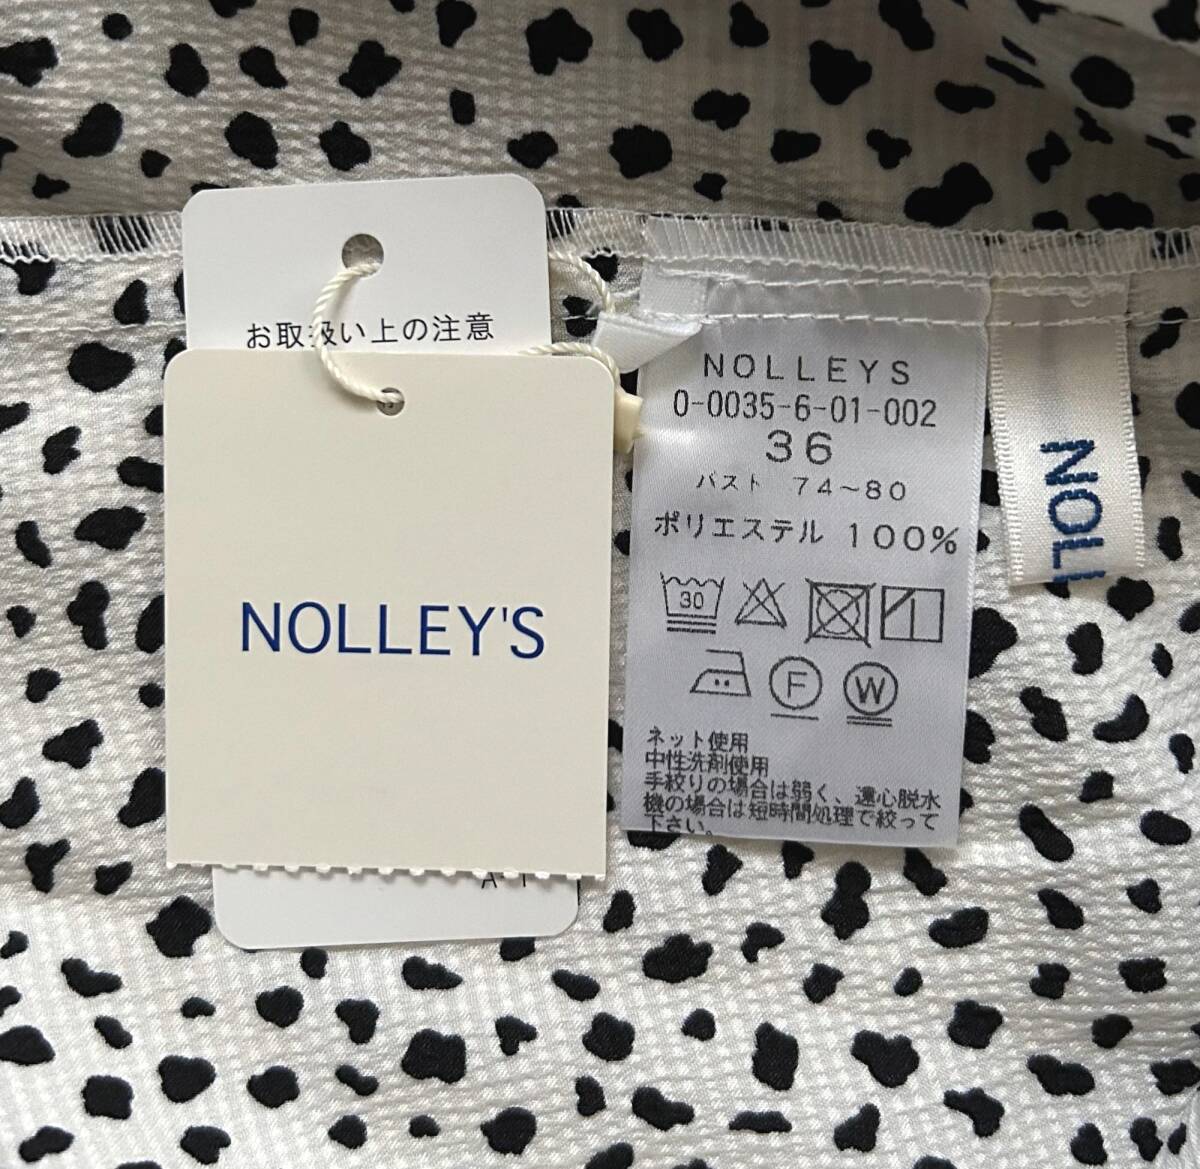 お取扱い上の注意
NOLLEY'S
NOLLEYS
0-0035-6-01-002
36
バスト 74~80
ポリエステル 100%
30
F
W
ネット使用
中性洗剤使用
手絞りの場合は弱く、遠心脱水
機の場合は短時間処理で絞って
下さい。
NOLL